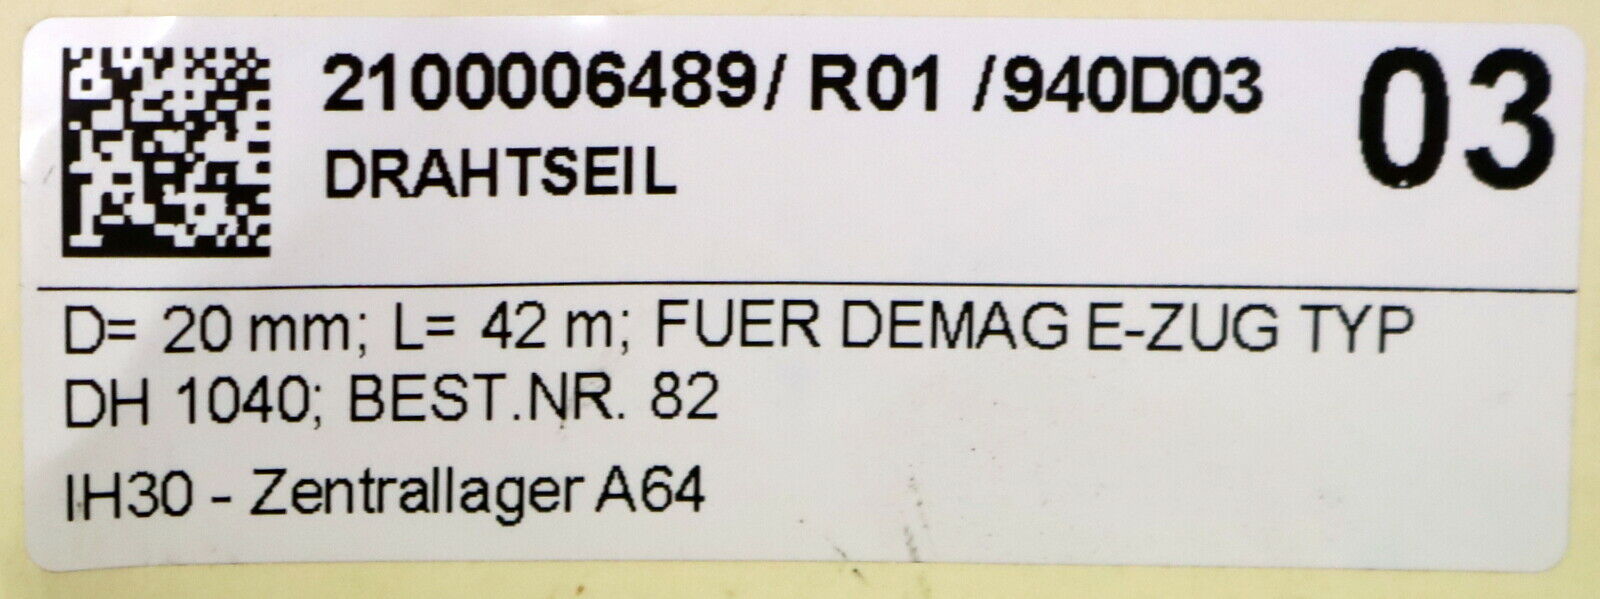 2100006489/ R01 /940D03
03
DRAHTSEIL
D= 20 mm; L= 42 m; FUER DEMAG E-ZUG TYP
DH 1040; BEST.NR. 82
IH30 - Zentrallager A64